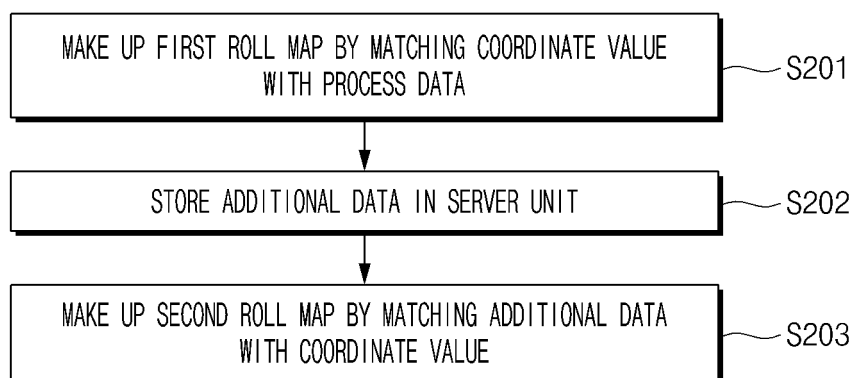 MAKE UP FIRST ROLL MAP BY MATCHING COORDINATE VALUE
WITH PROCESS DATA
S201
STORE ADDITIONAL DATA IN SERVER UNIT
S202
MAKE UP SECOND ROLL MAP BY MATCHING ADDITIONAL DATA
WITH COORDINATE VALUE
S203